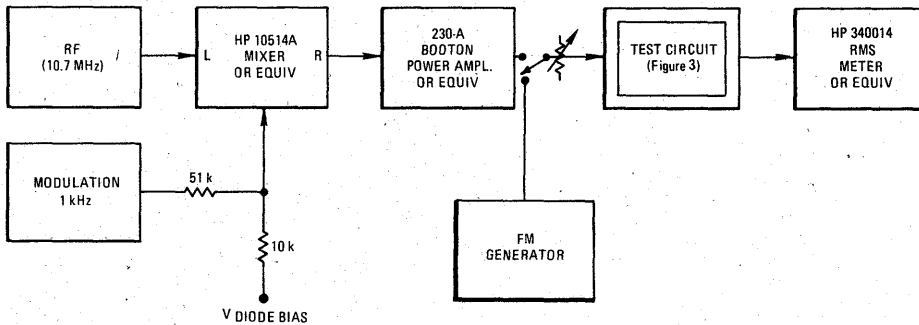 RF
(10.7 MHz)
/
L
HP 10514A
MIXER
OR EQUIV
R
230-A
BOOTON
POWER AMPL.
OR EQUIV
TEST CIRCUIT
(Figure 3)
HP 340014
RMS
METER
OR EQUIV
MODULATION
1 kHz
51 k
10 k
V DIODE BIAS
FM
GENERATOR